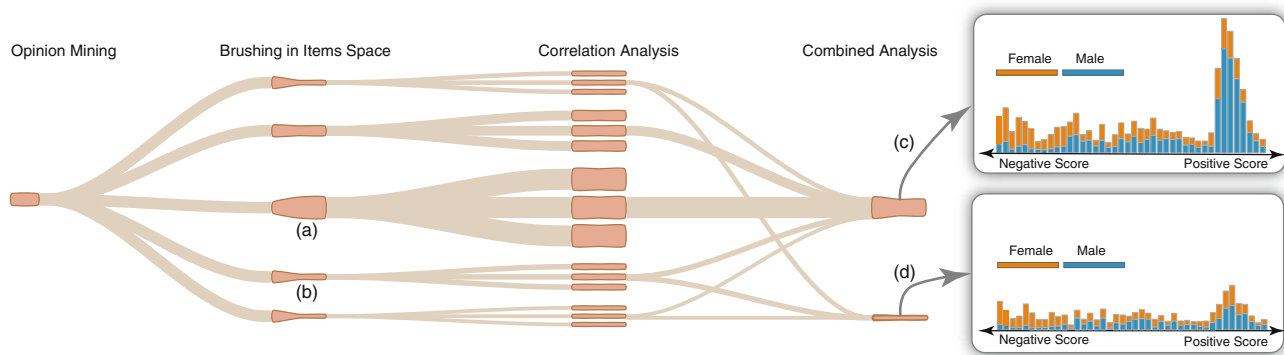 Opinion Mining
Brushing in Items Space
Correlation Analysis
Combined Analysis
(a)
(b)
(c)
(d)
Female Male
Negative Score Positive Score
Female Male
Negative Score Positive Score